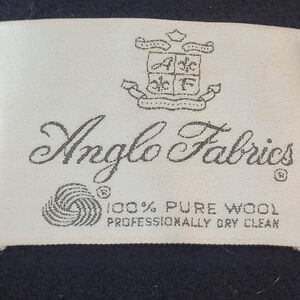 A
F
Anglo Fabrics®
® 100% PURE WOOL
PROFESSIONALLY DRY CLEAN